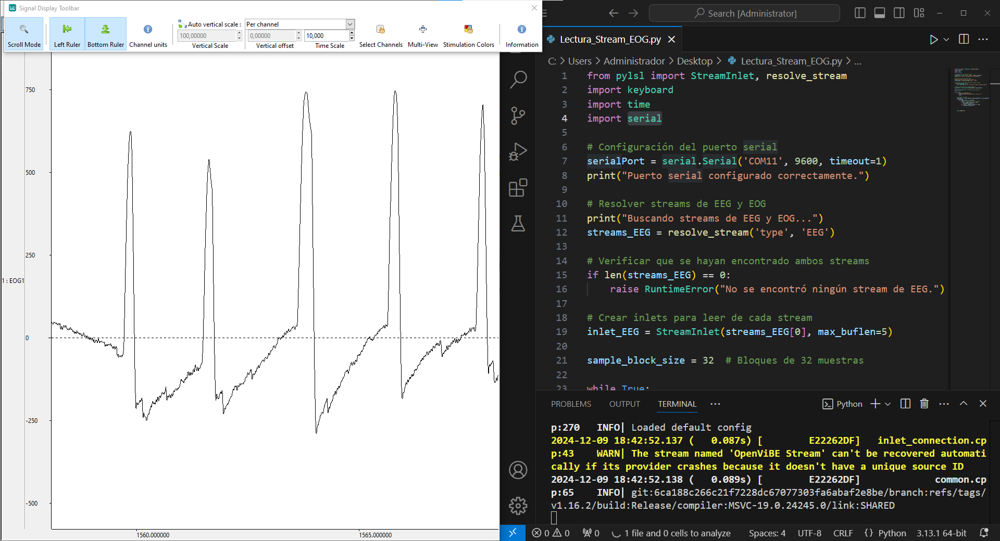 Signal Display Toolbar
Scroll Mode
Left Ruler
Bottom Ruler
Channel units
Auto vertical scale :
Per channel
100,00000
0,00000
10,000
Vertical Scale
Vertical offset
Time Scale
Select Channels
Multi-View
Stimulation Colors
Information
750
500
250
1 : EOG1
0
-250
-500
1560.000000
1565.000000
Search [Administrator]
Lectura_Stream_EOG.py
C: > Users > Administrador > Desktop > Lectura_Stream_EOG.py > ...
1 from pylsl import StreamInlet, resolve_stream
2 import keyboard
3 import time
4 import serial
5
6 # Configuración del puerto serial
7 serialPort = serial.Serial('COM11', 9600, timeout=1)
8 print("Puerto serial configurado correctamente.")
9
10 # Resolver streams de EEG y EOG
11 print("Buscando streams de EEG y EOG...")
12 streams_EEG = resolve_stream('type', 'EEG')
13
14 # Verificar que se hayan encontrado ambos streams
15 if len(streams_EEG) == 0:
16 raise RuntimeError("No se encontró ningún stream de EEG.")
17
18 # Crear inlets para leer de cada stream
19 inlet_EEG = StreamInlet(streams_EEG[0], max_buflen=5)
20
21 sample_block_size = 32 # Bloques de 32 muestras
22
23 while True:
PROBLEMS OUTPUT TERMINAL ...
Python
p:270 INFO| Loaded default config
2024-12-09 18:42:52.137 ( 0.087s) [ E22262DF] inlet_connection.cp
p:43 WARN| The stream named 'OpenViBE Stream' can't be recovered automati
cally if its provider crashes because it doesn't have a unique source ID
2024-12-09 18:42:52.138 ( 0.089s) [ E22262DF] common.cp
p:65 INFO| git:6ca188c266c21f7228dc67077303fa6abaf2e8be/branch:refs/tags/
v1.16.2/build:Release/compiler:MSVC-19.0.24245.0/link:SHARED
0 0 0 1 file and 0 cells to analyze Spaces: 4 UTF-8 CRLF {} Python 3.13.1 64-bit